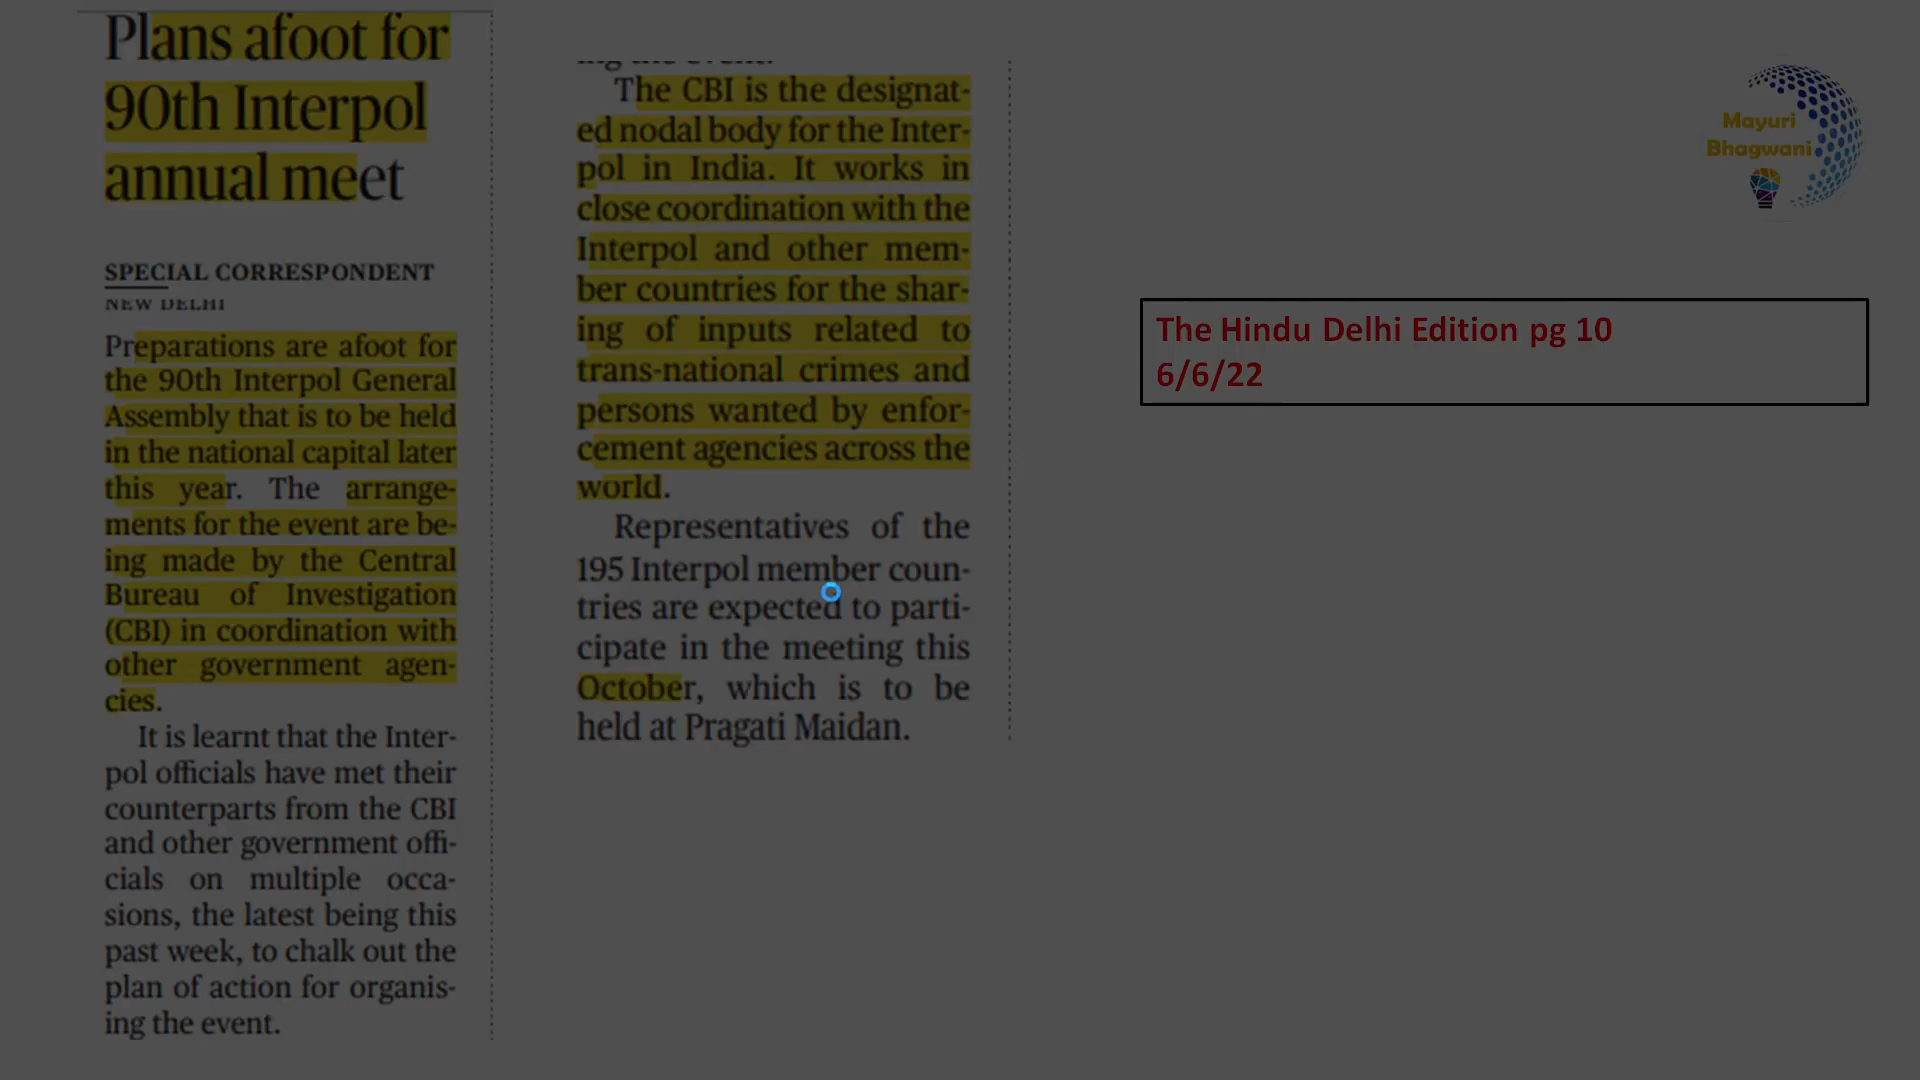 Plans afoot for
90th Interpol
annual meet
SPECIAL CORRESPONDENT
NEW DELHI
Preparations are afoot for
the 90th Interpol General
Assembly that is to be held
in the national capital later
this year. The arrange-
ments for the event are be-
ing made by the Central
Bureau of Investigation
(CBI) in coordination with
other government agen-
cies.
It is learnt that the Inter-
pol officials have met their
counterparts from the CBI
and other government offi-
cials on multiple occa-
sions, the latest being this
past week, to chalk out the
plan of action for organis-
ing the event.
ing the event.
The CBI is the designat-
ed nodal body for the Inter-
pol in India. It works in
close coordination with the
Interpol and other mem-
ber countries for the shar-
ing of inputs related to
trans-national crimes and
persons wanted by enfor-
cement agencies across the
world.
Representatives of the
195 Interpol member coun-
tries are expected to parti-
cipate in the meeting this
October, which is to be
held at Pragati Maidan.
Mayuri
Bhagwani
The Hindu Delhi Edition pg 10
6/6/22